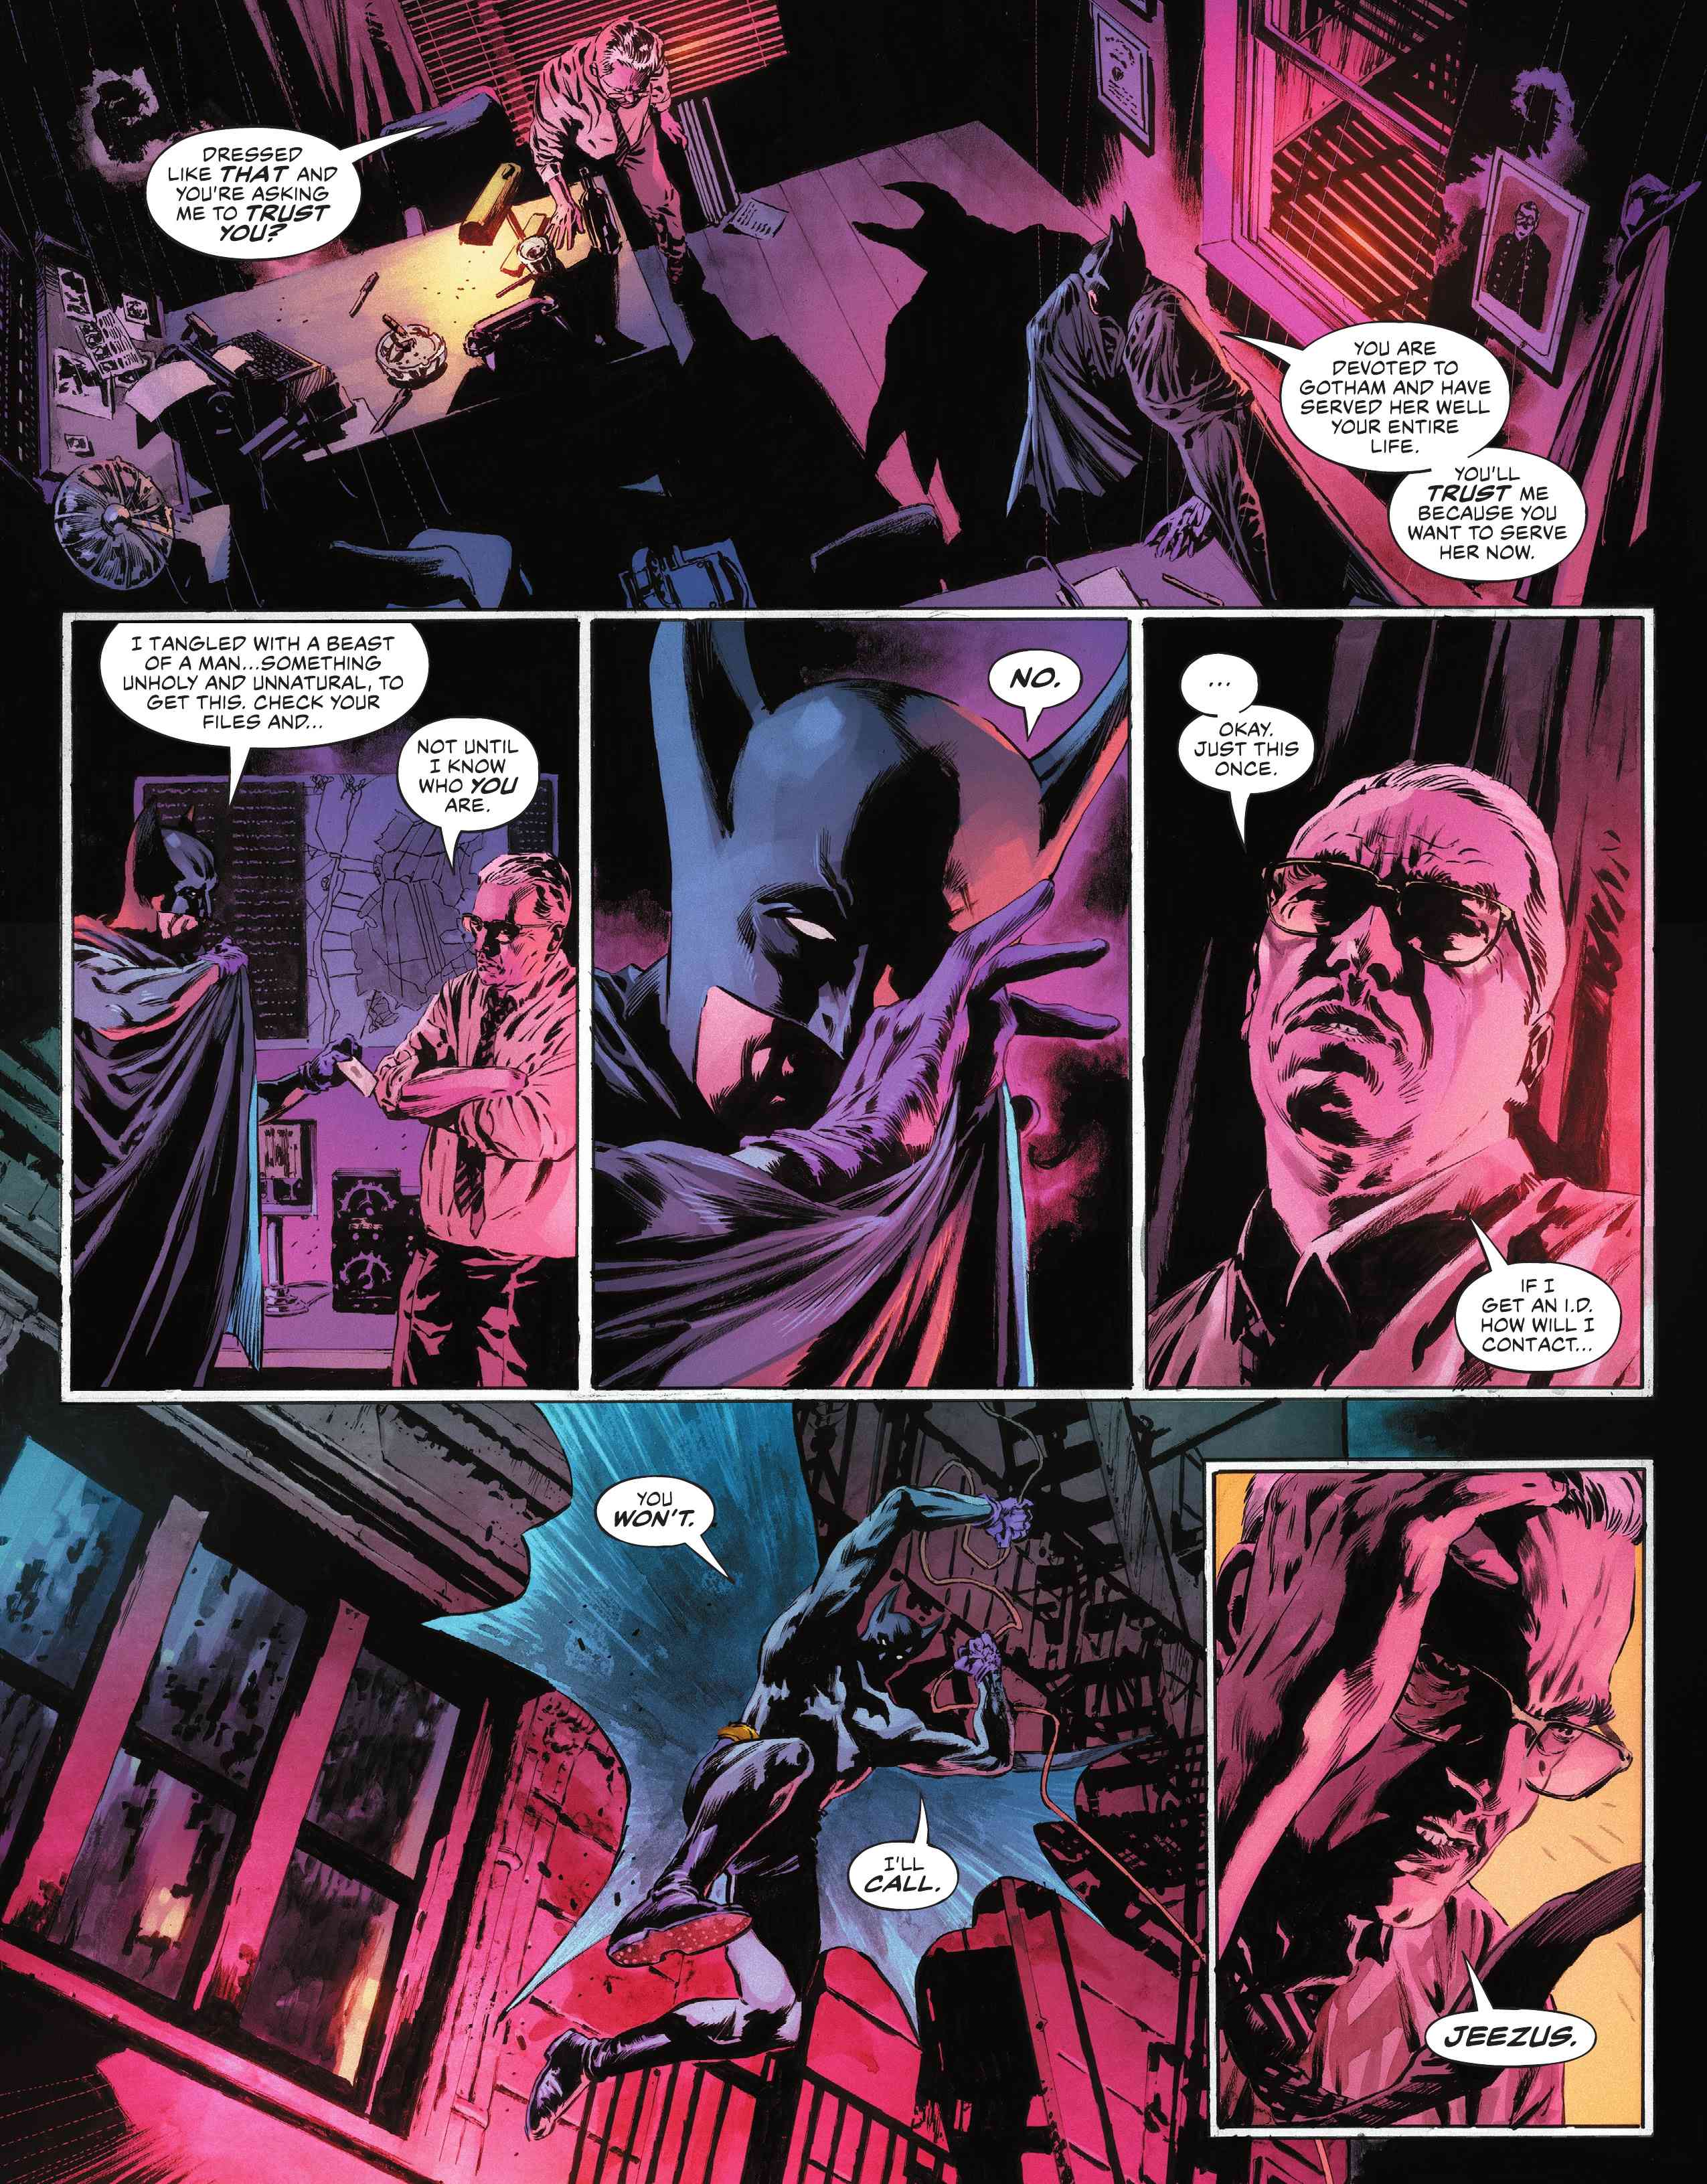 DRESSED
LIKE THAT AND
YOU'RE ASKING
ME TO TRUST
YOU?
YOU ARE
DEVOTED TO
GOTHAM AND HAVE
SERVED HER WELL
YOUR ENTIRE
LIFE.
YOU'LL
TRUST ME
BECAUSE YOU
WANT TO SERVE
HER NOW.
I TANGLED WITH A BEAST
OF A MAN...SOMETHING
UNHOLY AND UNNATURAL, TO
GET THIS. CHECK YOUR
FILES AND...
NOT UNTIL
I KNOW
WHO YOU
ARE.
NO.
...
OKAY.
JUST THIS
ONCE.
IF I
GET AN I.D.
HOW WILL I
CONTACT...
YOU
WON'T.
I'LL
CALL.
JEEZUS.